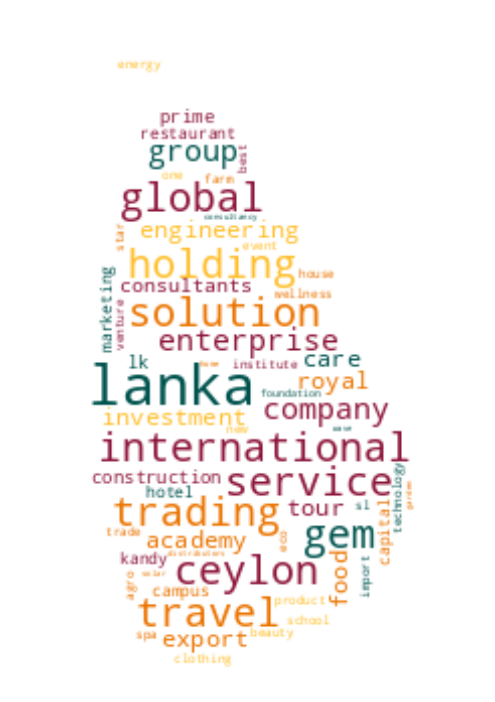 energy
prime
restaurant
group
best
one
farm
global
consultancy
star
engineering
event
holding
house
marketing
consultants
wellness
venture
solution
enterprise
lk
institute
care
lanka
royal
foundation
company
investment
new
international
construction
service
hotel
technology
garden
trading
tour
sl
capital
gem
trade
academy
eco
kandy
distributors
ceylon
solar
food
import
agro
campus
travel
product
school
spa
export
beauty
clothing